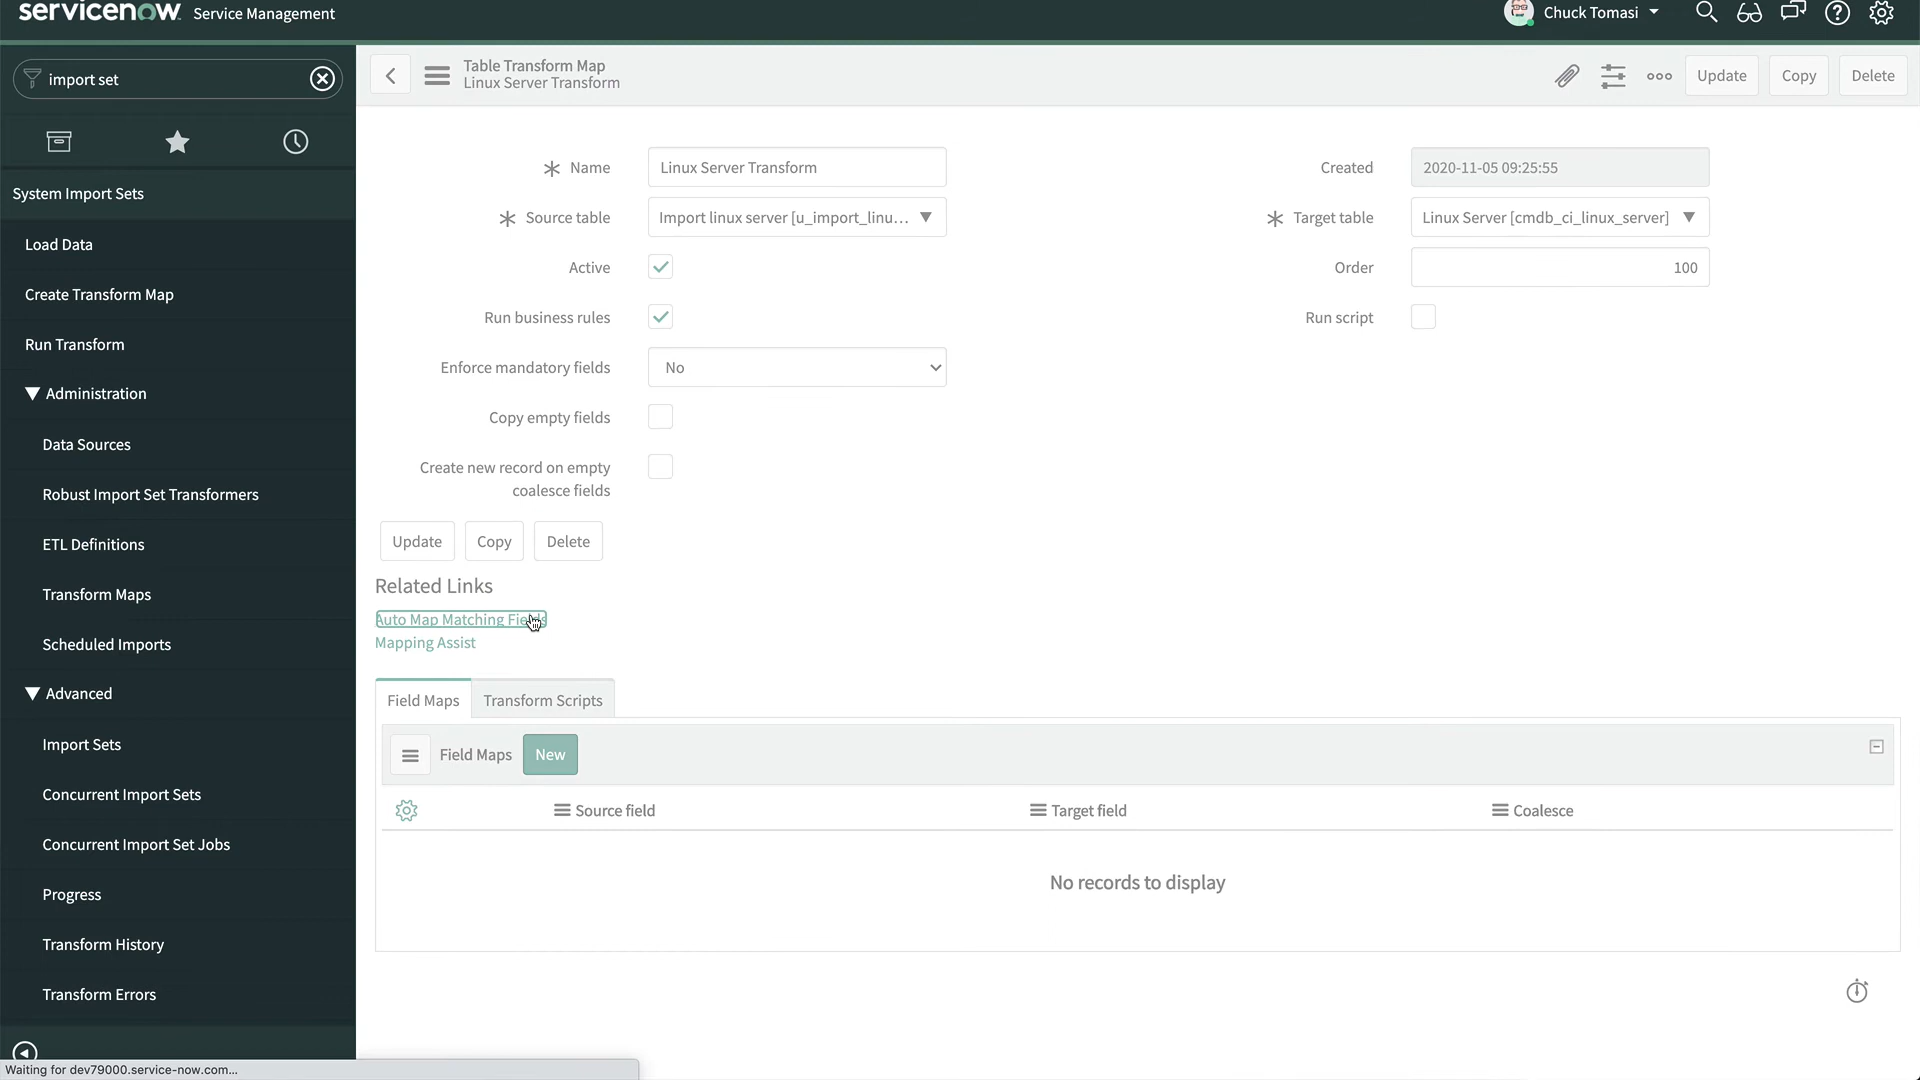 servicenow Service Management
Chuck Tomasi
import set
System Import Sets
Load Data
Create Transform Map
Run Transform
Administration
Data Sources
Robust Import Set Transformers
ETL Definitions
Transform Maps
Scheduled Imports
Advanced
Import Sets
Concurrent Import Sets
Concurrent Import Set Jobs
Progress
Transform History
Transform Errors
Waiting for dev79000.service-now.com...
Table Transform Map
Linux Server Transform
Update Copy Delete
Name Linux Server Transform
Created 2020-11-05 09:25:55
Source table Import linux server [u_import_linu...
Target table Linux Server [cmdb_ci_linux_server]
Active
Order 100
Run business rules
Run script
Enforce mandatory fields No
Copy empty fields
Create new record on empty
coalesce fields
Update Copy Delete
Related Links
Auto Map Matching Fields
Mapping Assist
Field Maps Transform Scripts
Field Maps New
Source field Target field Coalesce
No records to display